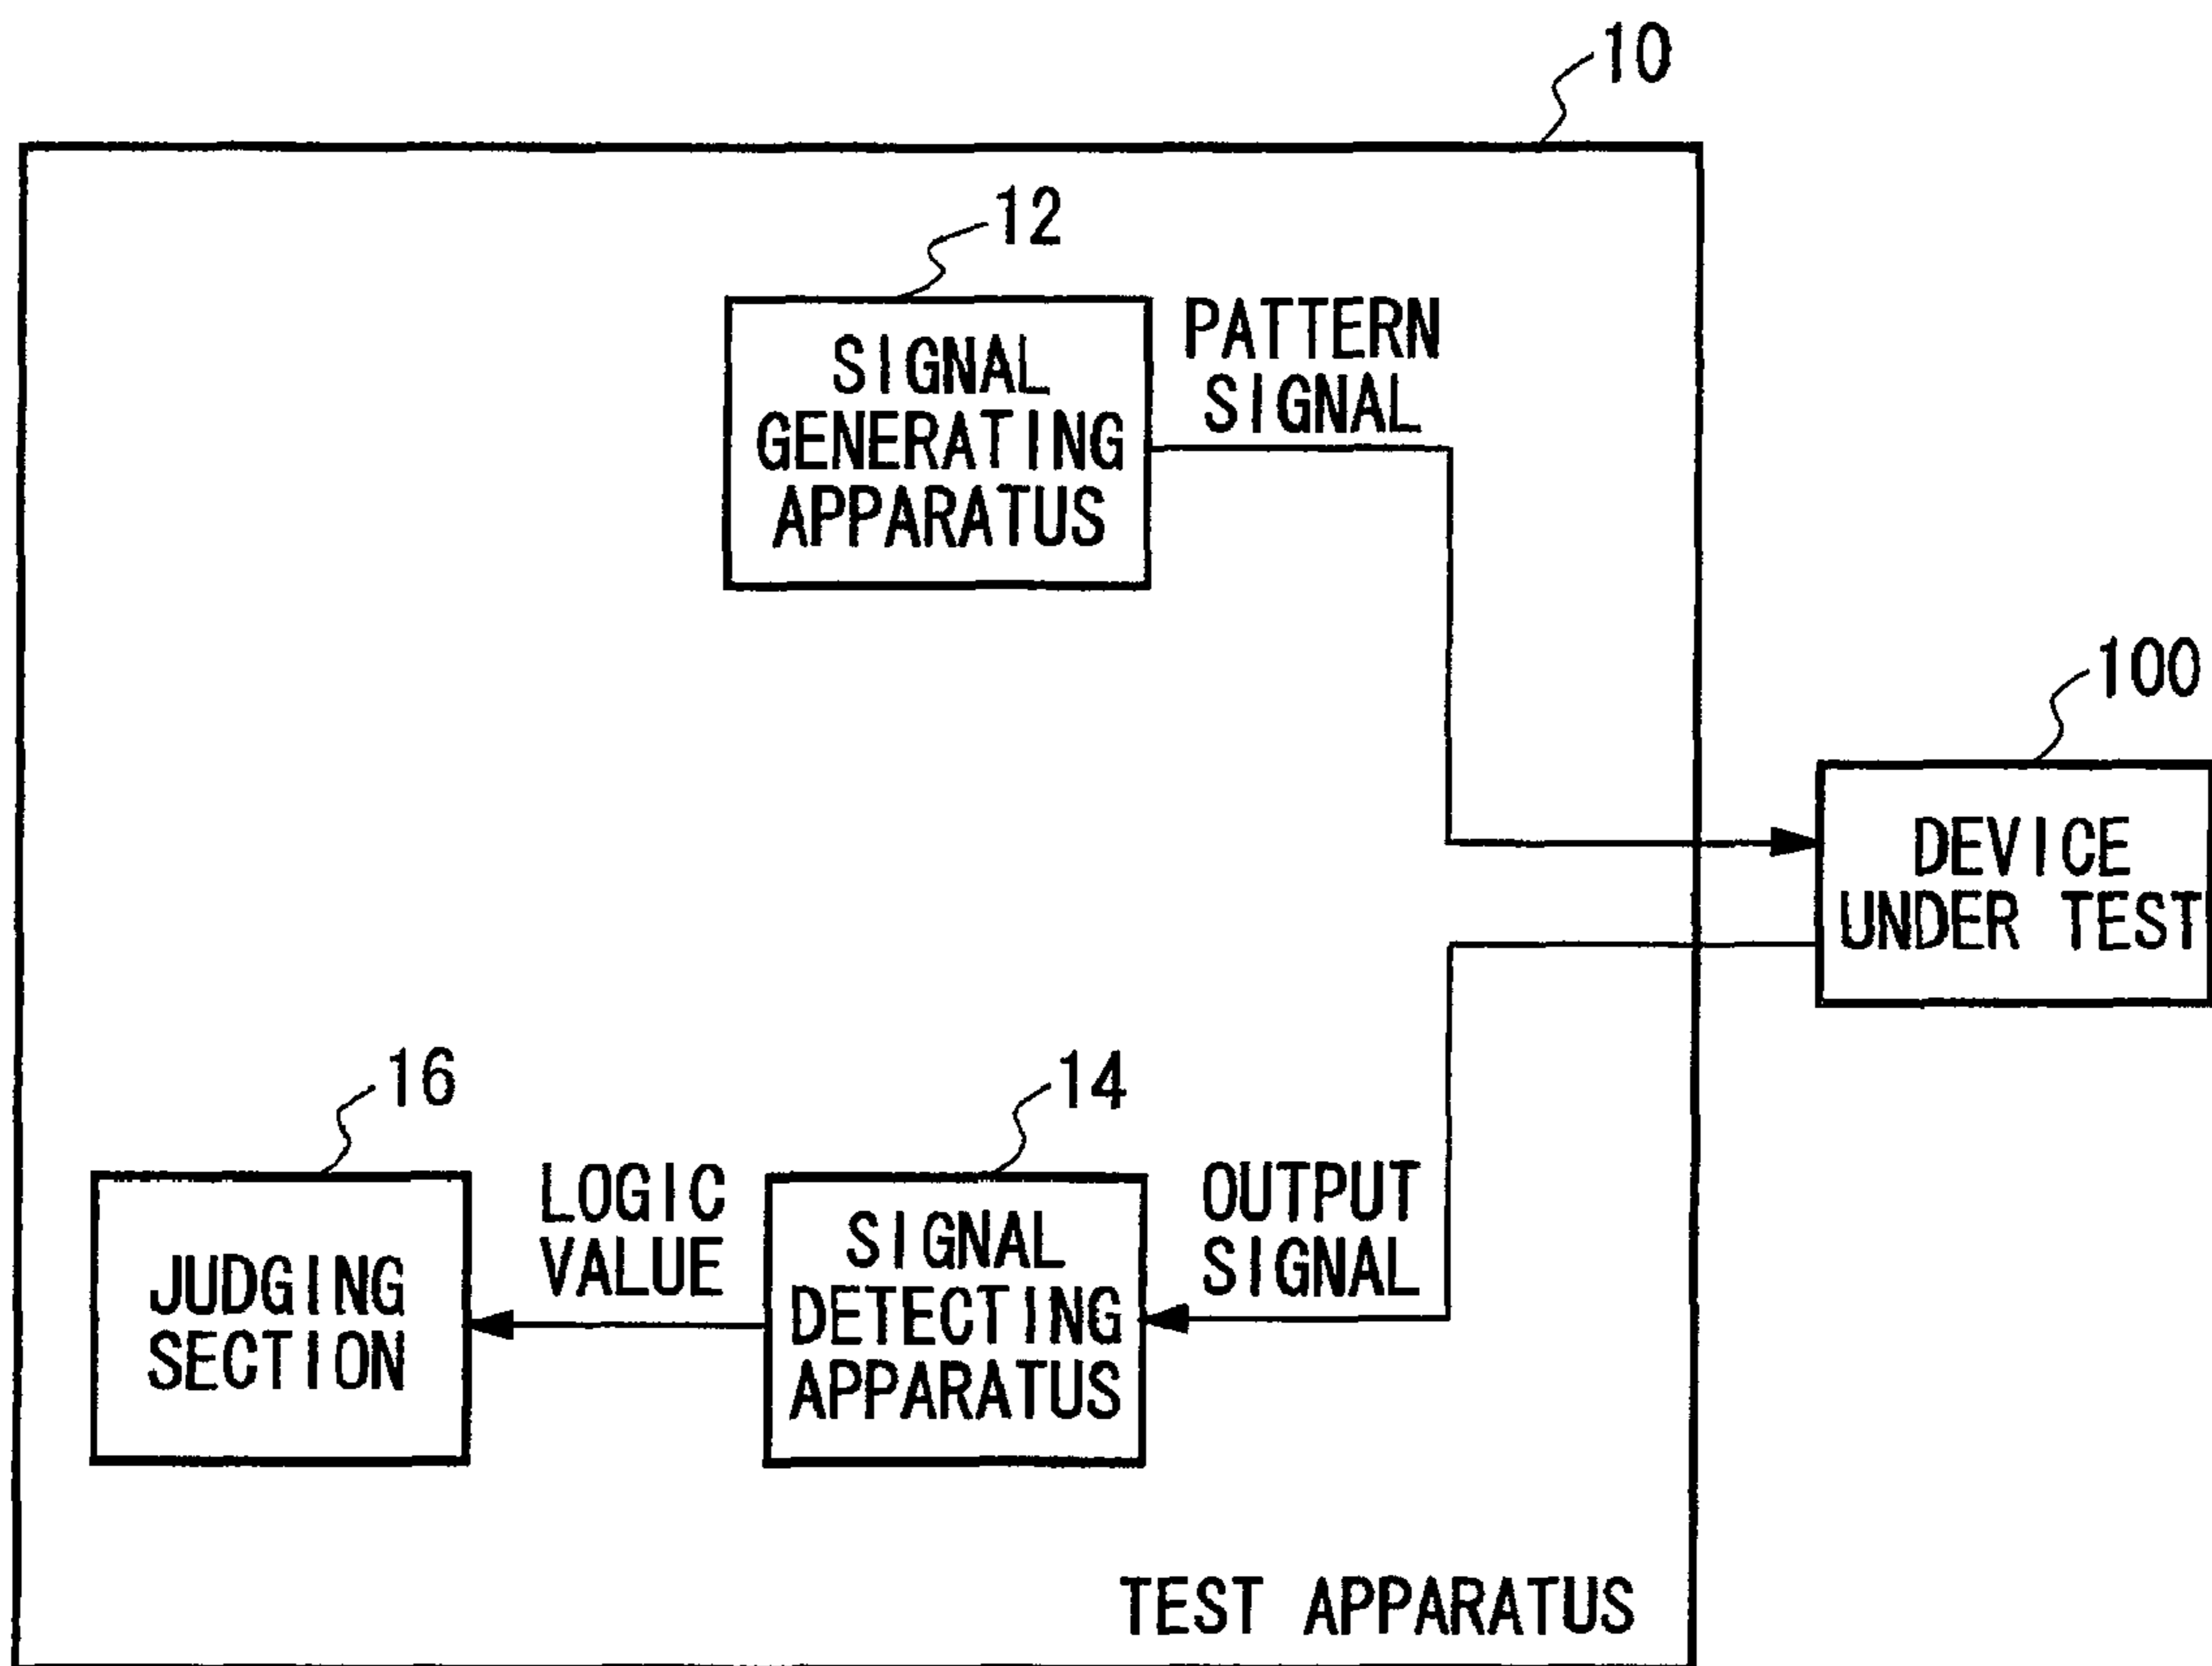 10
12
SIGNAL
GENERATING
APPARATUS
PATTERN
SIGNAL
100
DEVICE
UNDER TEST
16
JUDGING
SECTION
LOGIC
VALUE
14
SIGNAL
DETECTING
APPARATUS
OUTPUT
SIGNAL
TEST APPARATUS